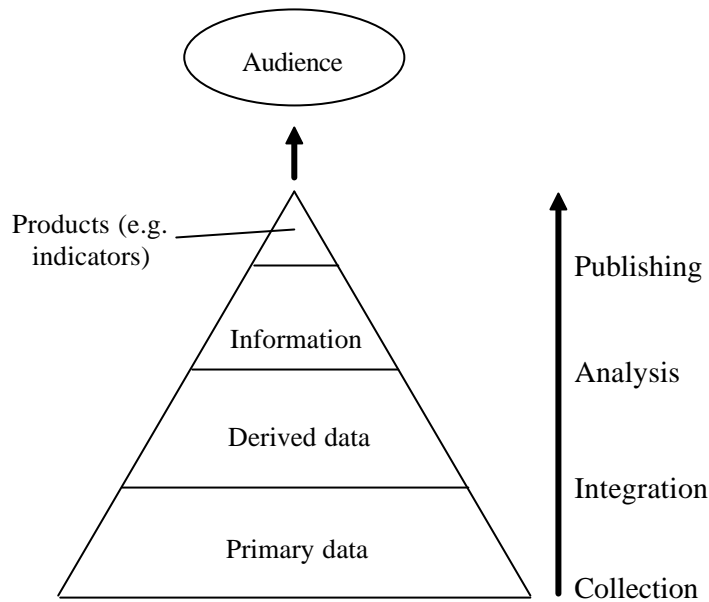 Audience
Products (e.g.
indicators)
Publishing
Information
Analysis
Derived data
Integration
Primary data
Collection